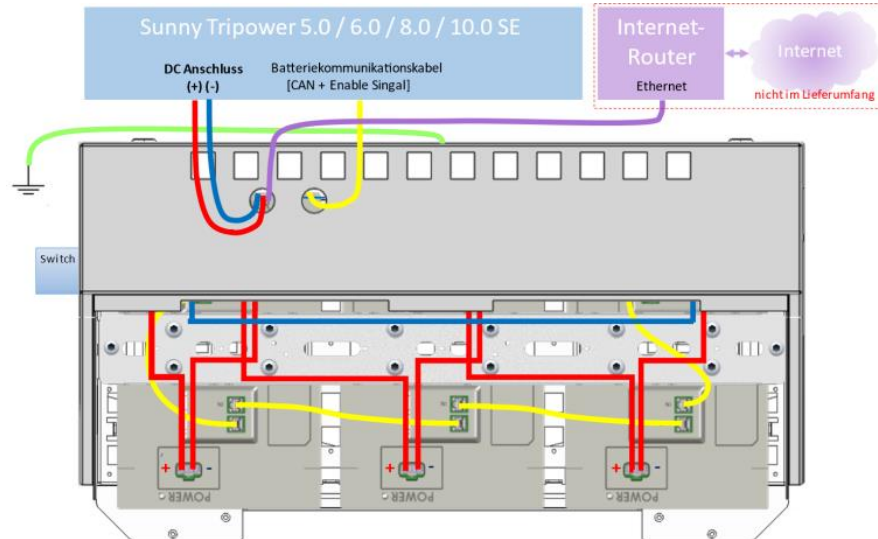 Sunny Tripower 5.0 / 6.0 / 8.0 / 10.0 SE
DC Anschluss
(+) (-)
Batteriekommunikationskabel
[CAN + Enable Singal]
Internet-
Router
Ethernet
Internet
nicht im Lieferumfang
Switch
+ -
POWER
+ -
POWER
+ -
POWER